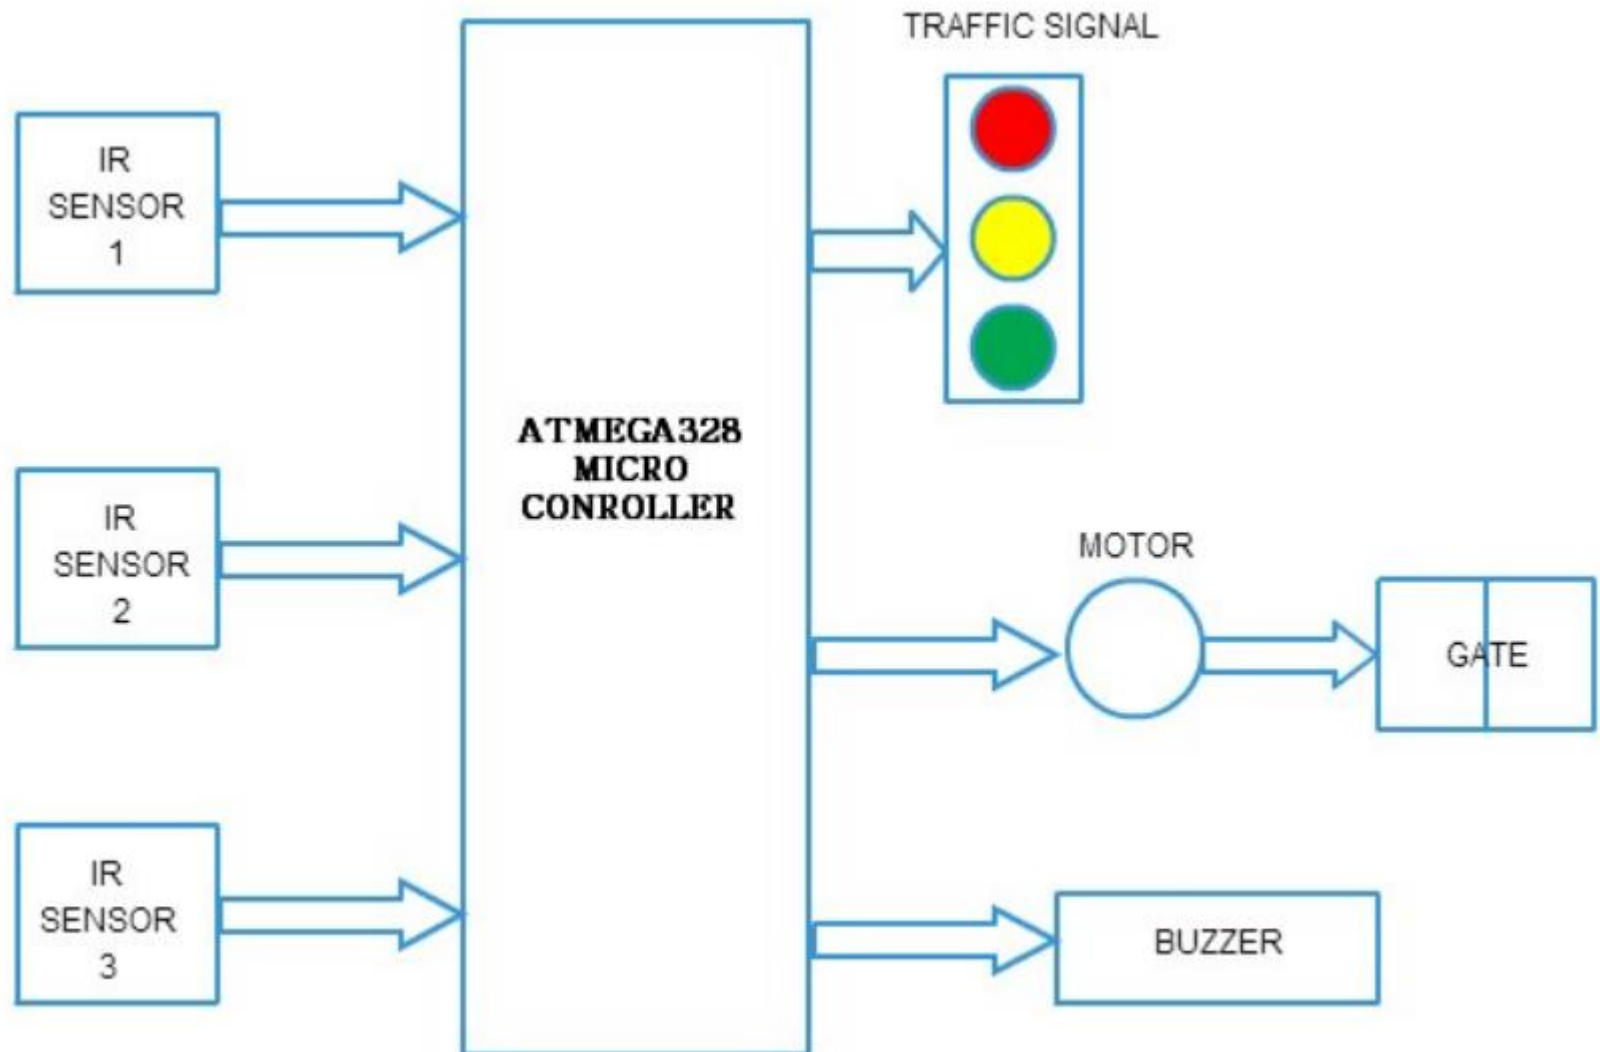 TRAFFIC SIGNAL
IR
SENSOR
1
ATMEGA328
MICRO
CONROLLER
IR
SENSOR
2
MOTOR
GATE
IR
SENSOR
3
BUZZER